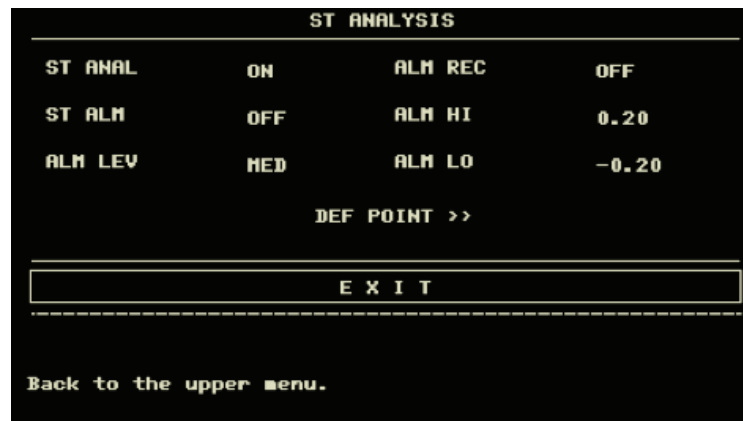 ST ANALYSIS
ST ANAL ON ALM REC OFF
ST ALM OFF ALM HI 0.20
ALM LEV MED ALM LO -0.20
DEF POINT >>
E X I T
Back to the upper menu.